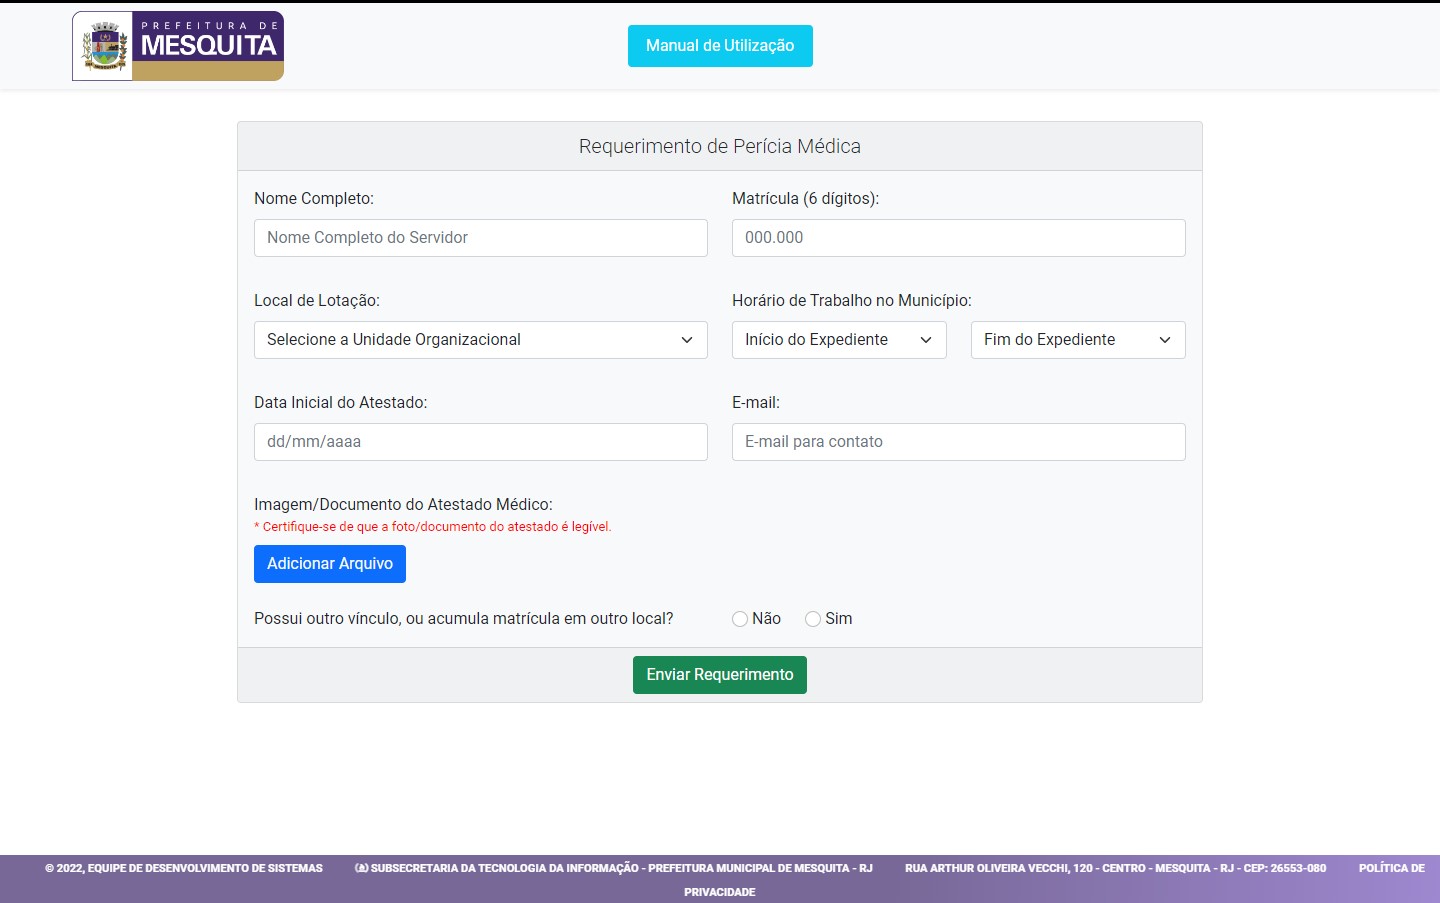 PREFEITURA DE
MESQUITA
Manual de Utilização
Requerimento de Perícia Médica
Nome Completo:
Matrícula (6 dígitos):
Nome Completo do Servidor
000.000
Local de Lotação:
Horário de Trabalho no Município:
Selecione a Unidade Organizacional
Início do Expediente
Fim do Expediente
Data Inicial do Atestado:
E-mail:
dd/mm/aaaa
E-mail para contato
Imagem/Documento do Atestado Médico:
* Certifique-se de que a foto/documento do atestado é legível.
Adicionar Arquivo
Possui outro vínculo, ou acumula matrícula em outro local?
Não
Sim
Enviar Requerimento
© 2022, EQUIPE DE DESENVOLVIMENTO DE SISTEMAS
SUBSECRETARIA DA TECNOLOGIA DA INFORMAÇÃO - PREFEITURA MUNICIPAL DE MESQUITA - RJ
RUA ARTHUR OLIVEIRA VECCHI, 120 - CENTRO - MESQUITA - RJ - CEP: 26553-080
POLÍTICA DE
PRIVACIDADE